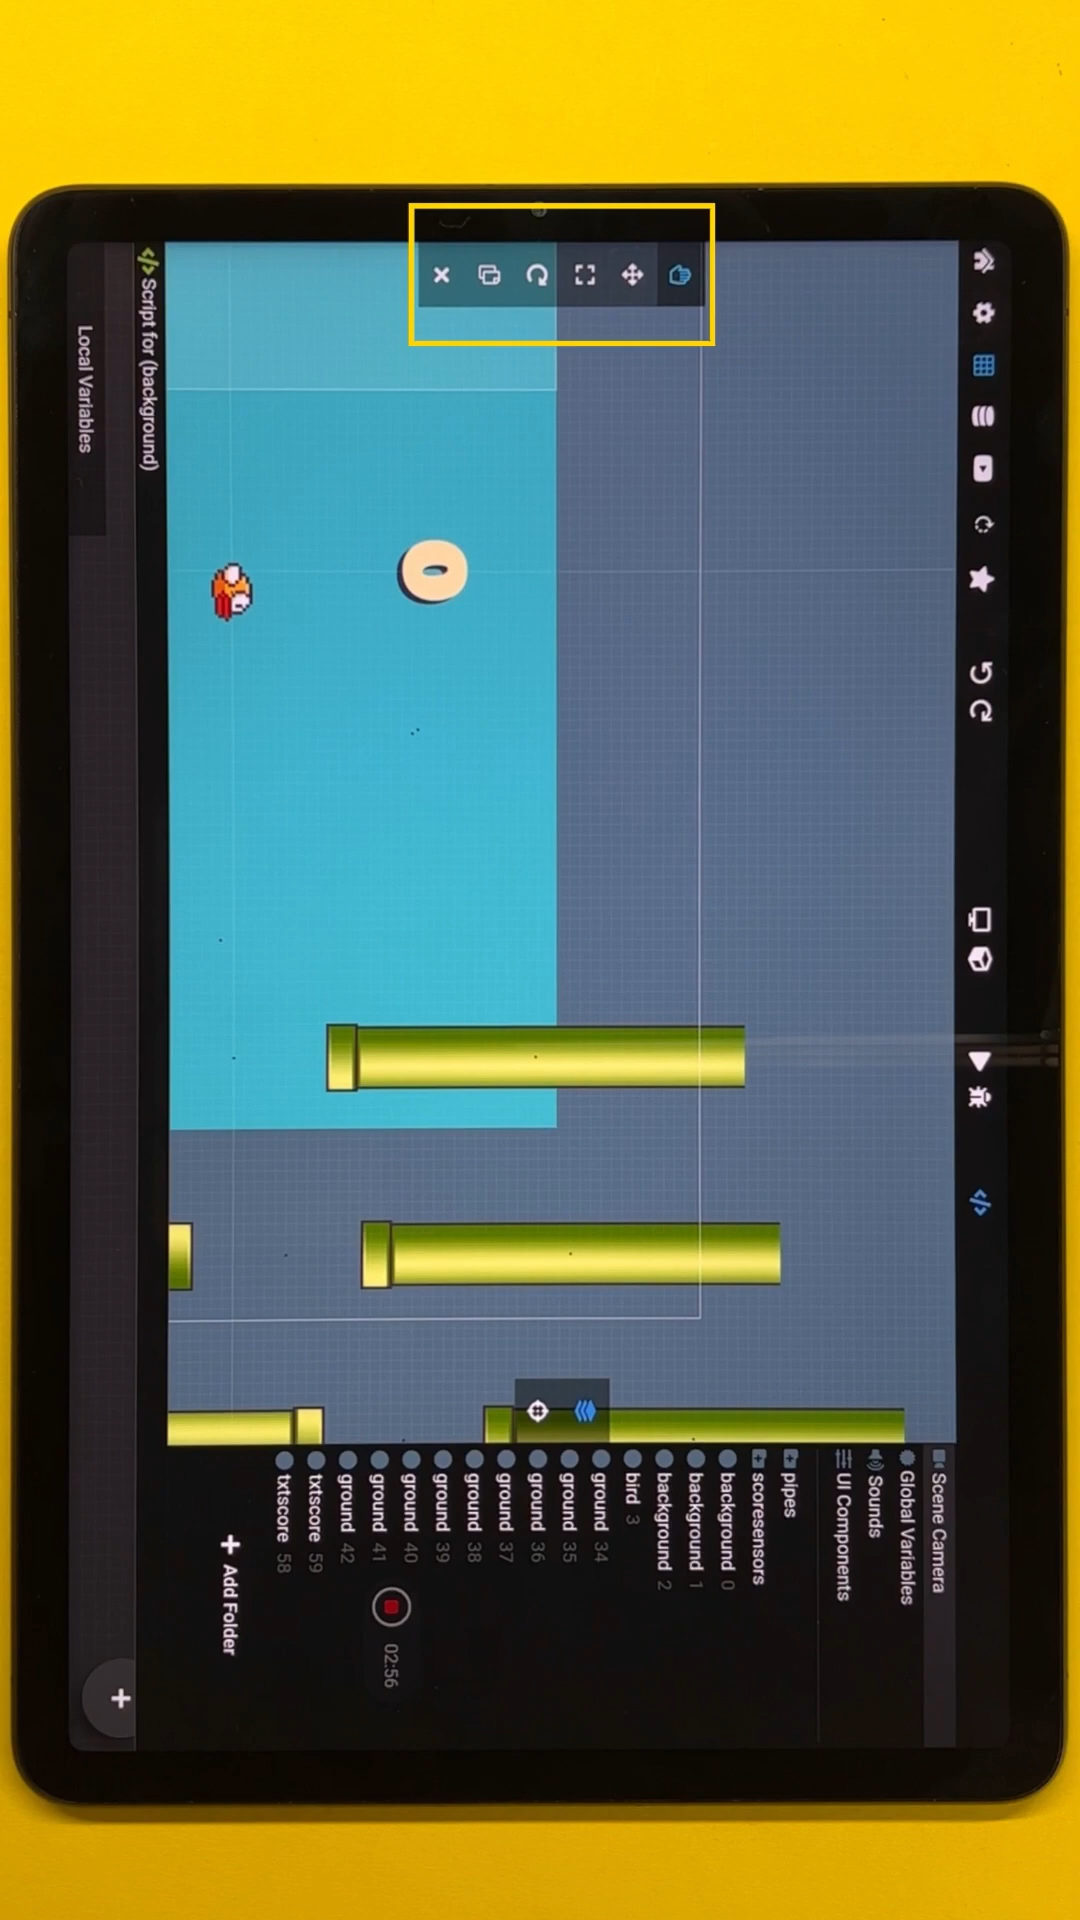 Scene Camera
Global Variables
Sounds
UI Components
pipes
scoresensors
background 0
background 1
background 2
bird 3
ground 34
ground 35
ground 36
ground 37
ground 38
ground 39
ground 40
ground 41
ground 42
txtscore 59
txtscore 58
Add Folder
0
02:56
Script for (background)
Local Variables